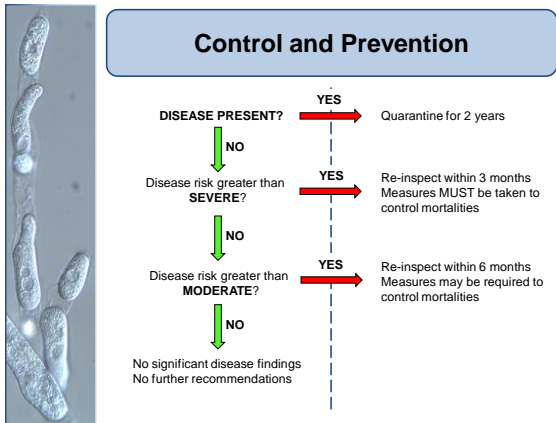 Control and Prevention
YES
DISEASE PRESENT?
Quarantine for 2 years
NO
YES
Disease risk greater than
SEVERE?
Re-inspect within 3 months
Measures MUST be taken to
control mortalities
NO
YES
Disease risk greater than
MODERATE?
Re-inspect within 6 months
Measures may be required to
control mortalities
NO
No significant disease findings
No further recommendations